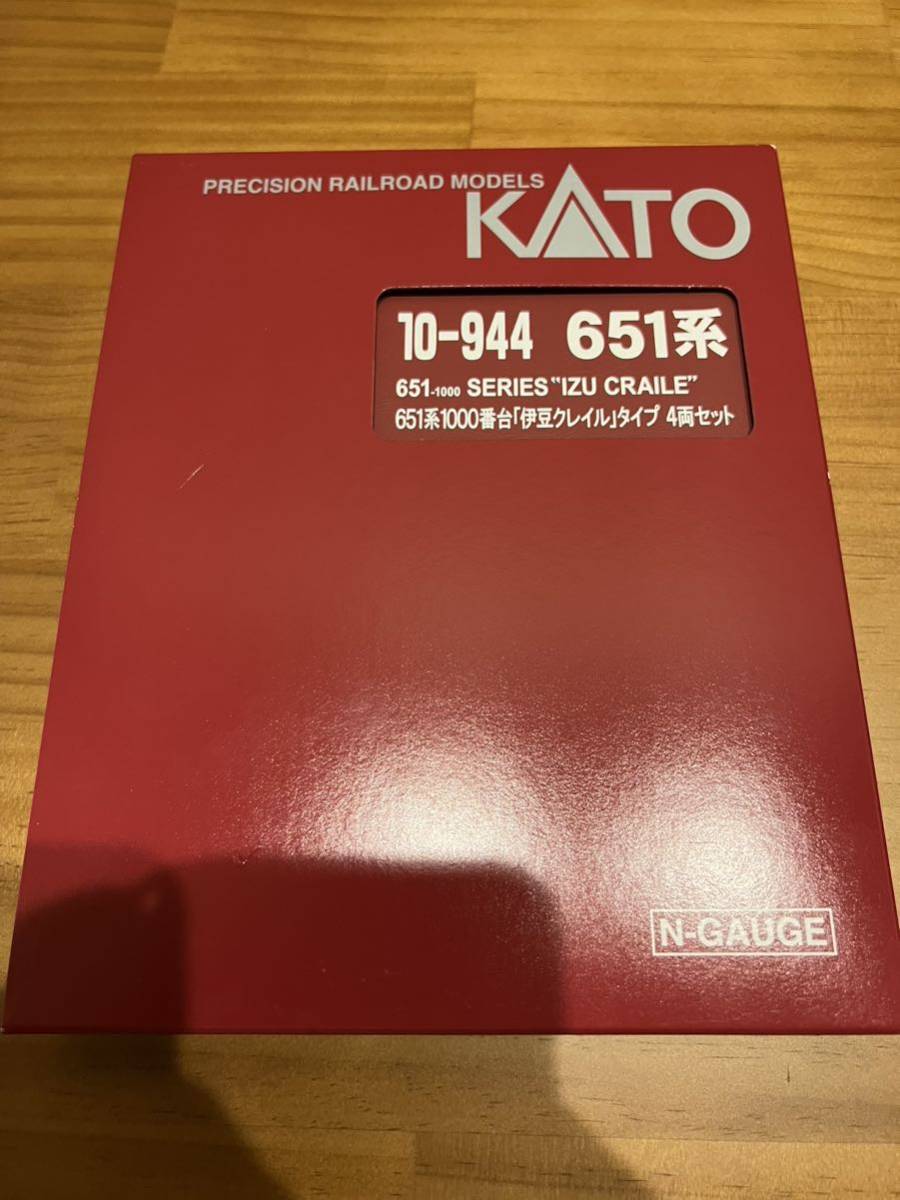 PRECISION RAILROAD MODELS
KATO
10-944 651系
651-1000 SERIES "IZU CRAILE"
651系1000番台「伊豆クレイル」タイプ 4両セット
N-GAUGE